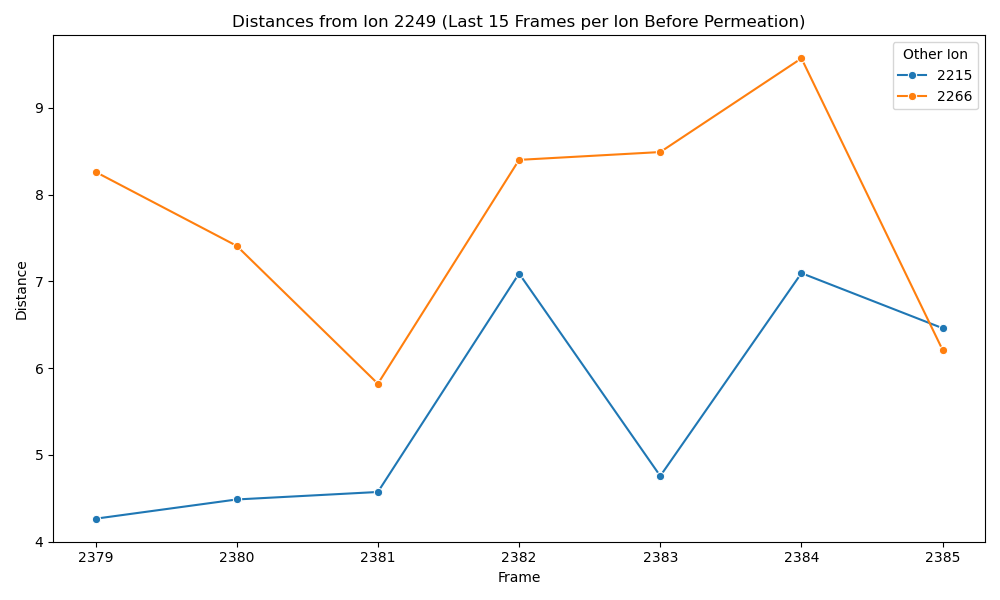 Distances from Ion 2249 (Last 15 Frames per Ion Before Permeation)
Other Ion
2215
2266
9
8
7
6
5
4
Distance
2379 2380 2381 2382 2383 2384 2385
Frame